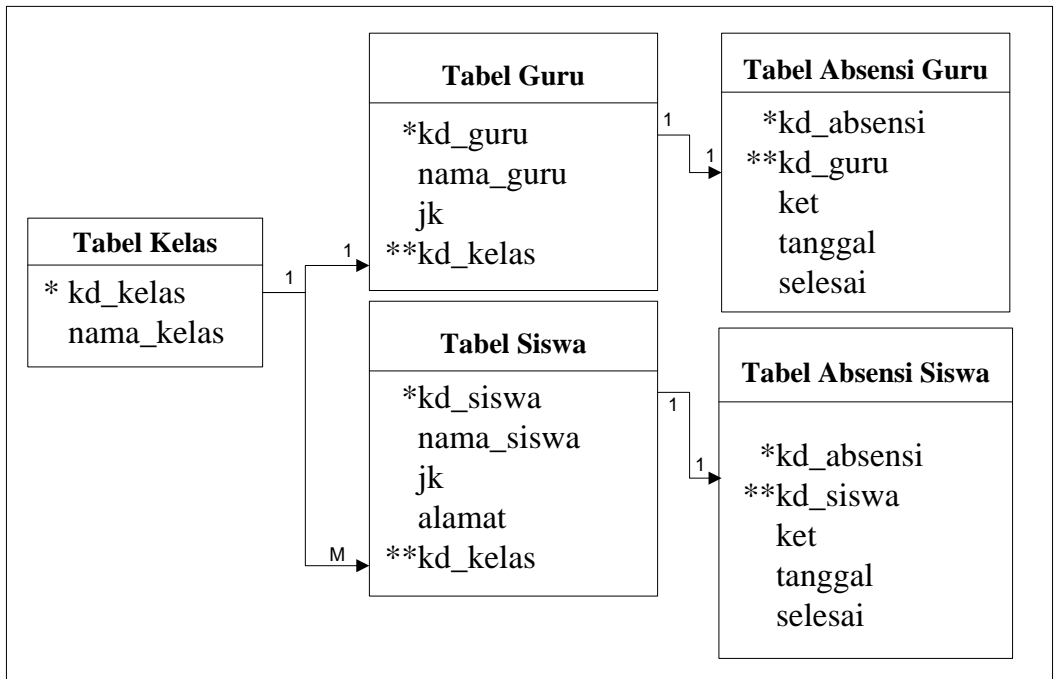 Tabel Kelas
* kd_kelas
nama_kelas
1
1
M
Tabel Guru
*kd_guru
nama_guru
jk
**kd_kelas
1
1
Tabel Absensi Guru
*kd_absensi
**kd_guru
ket
tanggal
selesai
Tabel Siswa
*kd_siswa
nama_siswa
jk
alamat
**kd_kelas
1
1
Tabel Absensi Siswa
*kd_absensi
**kd_siswa
ket
tanggal
selesai